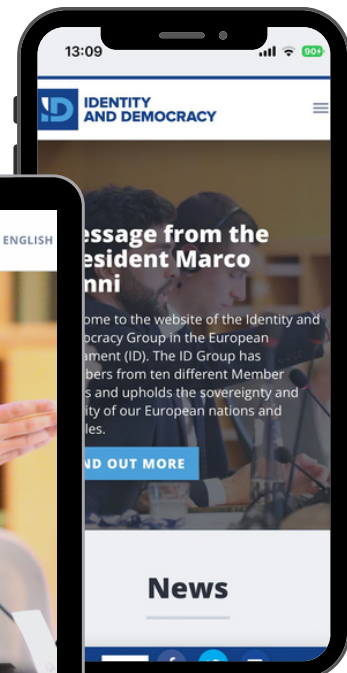 13:09
90+
ID
IDENTITY
AND DEMOCRACY
ENGLISH
essage from the
esident Marco
nni
ome to the website of the Identity and
ocracy Group in the European
ament (ID). The ID Group has
bers from ten different Member
s and upholds the sovereignty and
ity of our European nations and
les.
ND OUT MORE
News